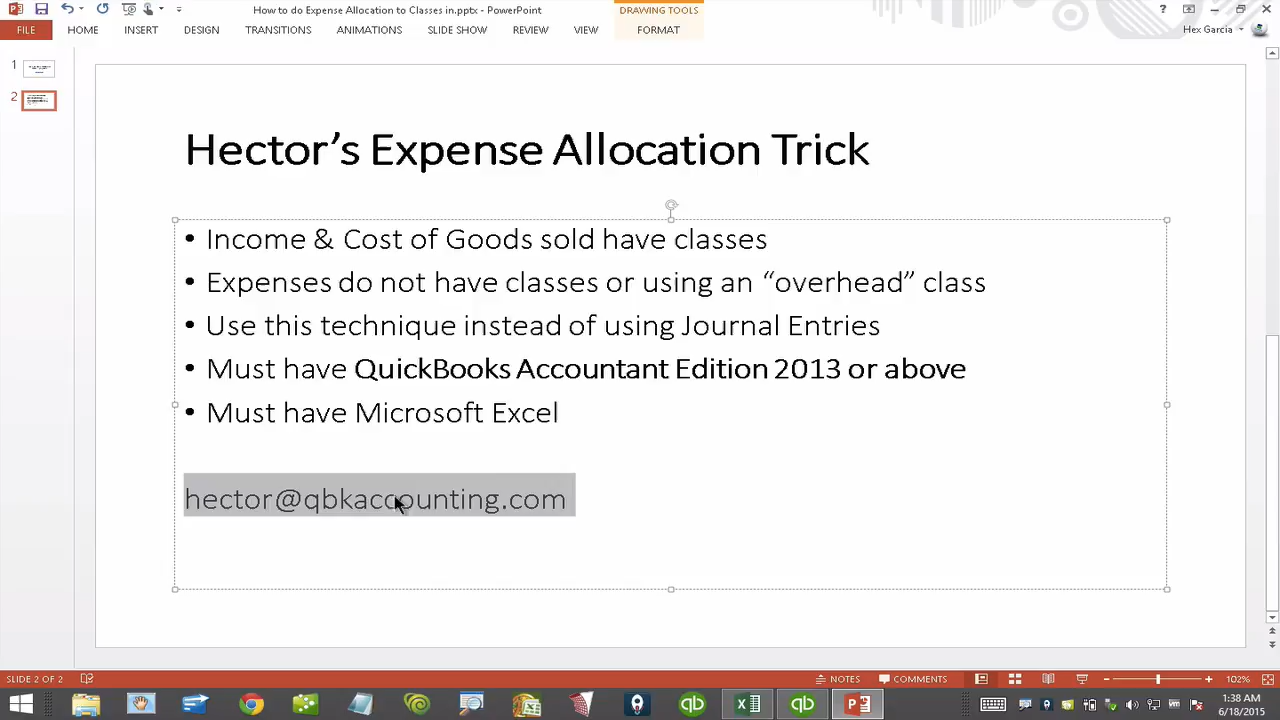 How to do Expense Allocation to Classes in.pptx - PowerPoint
DRAWING TOOLS
FILE
HOME
INSERT
DESIGN
TRANSITIONS
ANIMATIONS
SLIDE SHOW
REVIEW
VIEW
FORMAT
Hex Garcia
1
2
Hector’s Expense Allocation Trick
• Income & Cost of Goods sold have classes
• Expenses do not have classes or using an “overhead” class
• Use this technique instead of using Journal Entries
• Must have QuickBooks Accountant Edition 2013 or above
• Must have Microsoft Excel
hector@qbkaccounting.com
SLIDE 2 OF 2
NOTES
COMMENTS
102%
qb
qb
1:38 AM
6/18/2015